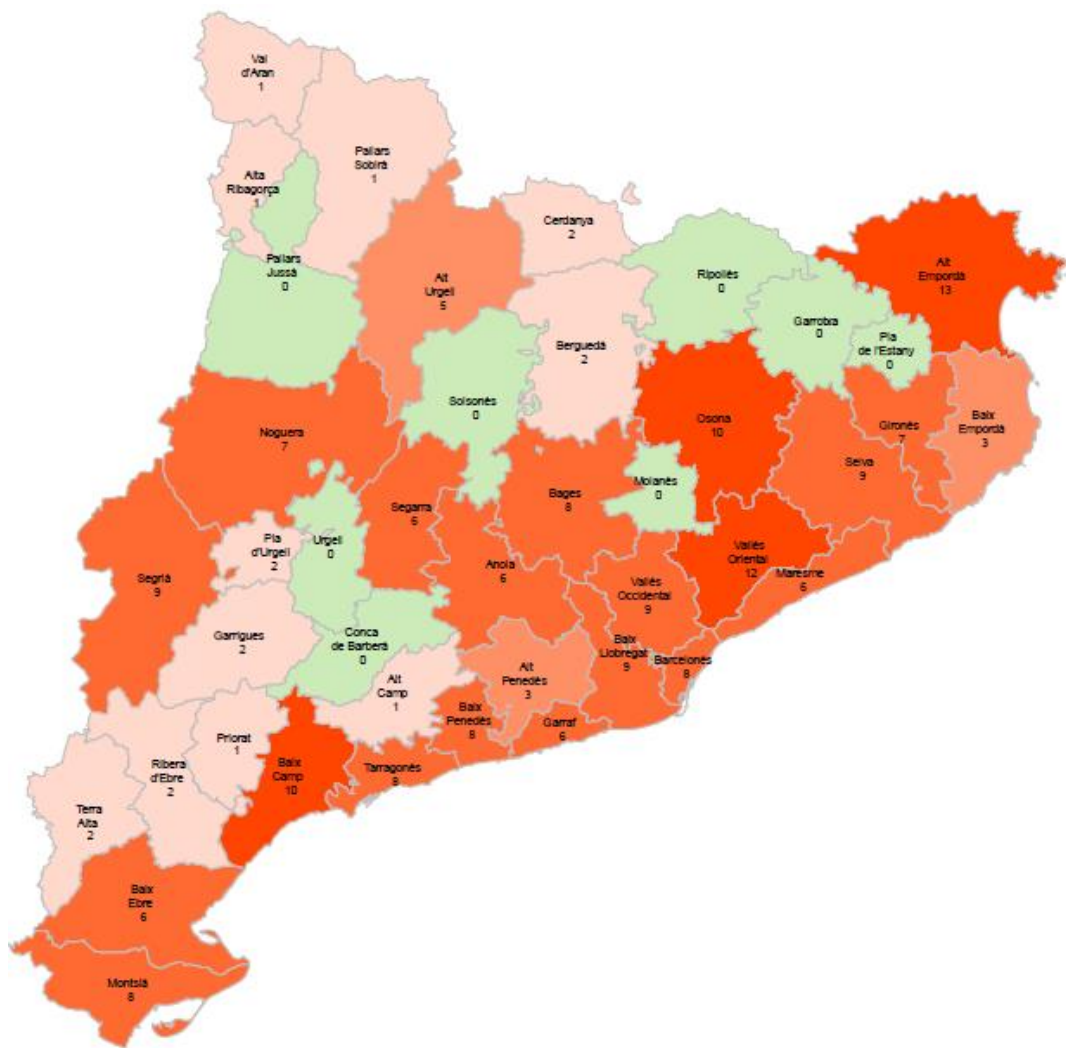 Val
d'Aran
1
Pallars
Sobirà
1
Alta
Ribagorça
1
Cerdanya
2
Pallars
Jussà
0
Alt
Urgell
5
Ripollès
0
Alt
Empordà
13
Garrotxa
0
Pla
de l'Estany
0
Berguedà
2
Solsonès
0
Osona
10
Gironès
7
Baix
Empordà
3
Noguera
7
Selva
9
Moianès
0
Bages
8
Segarra
6
Urgell
0
Pla
d'Urgell
2
Segrià
9
Anoia
6
Vallès
Occidental
9
Vallès
Oriental
12
Maresme
6
Garrigues
2
Conca
de Barberà
0
Baix
Llobregat
9
Barcelonès
8
Alt
Camp
1
Alt
Penedès
3
Baix
Penedès
8
Garraf
6
Priorat
1
Ribera
d'Ebre
2
Baix
Camp
10
Tarragonès
8
Terra
Alta
2
Baix
Ebre
6
Montsià
8